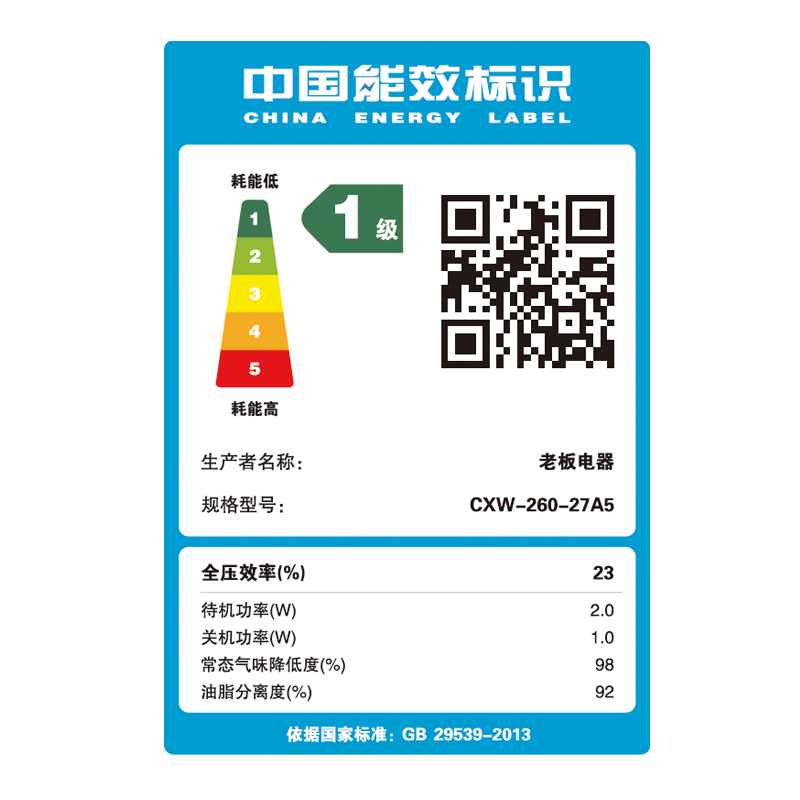 中国能效标识
CHINA ENERGY LABEL
耗能低
1
2
3
4
5
耗能高
1级
生产者名称: 老板电器
规格型号: CXW-260-27A5
全压效率(%) 23
待机功率(W) 2.0
关机功率(W) 1.0
常态气味降低度(%) 98
油脂分离度(%) 92
依据国家标准: GB 29539-2013